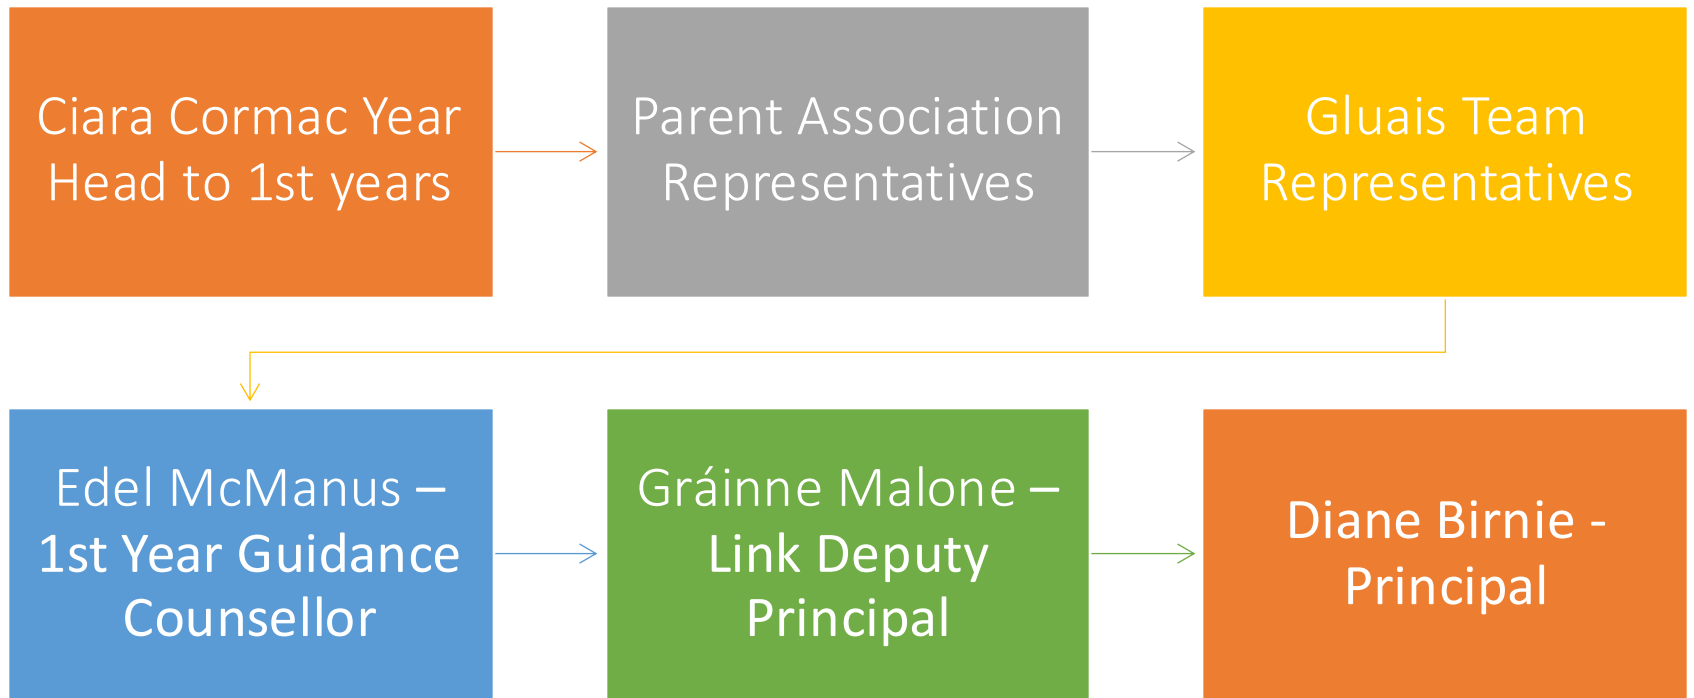 Ciara Cormac Year
Head to 1st years
Parent Association
Representatives
Gluais Team
Representatives
Edel McManus –
1st Year Guidance
Counsellor
Gráinne Malone –
Link Deputy
Principal
Diane Birnie -
Principal